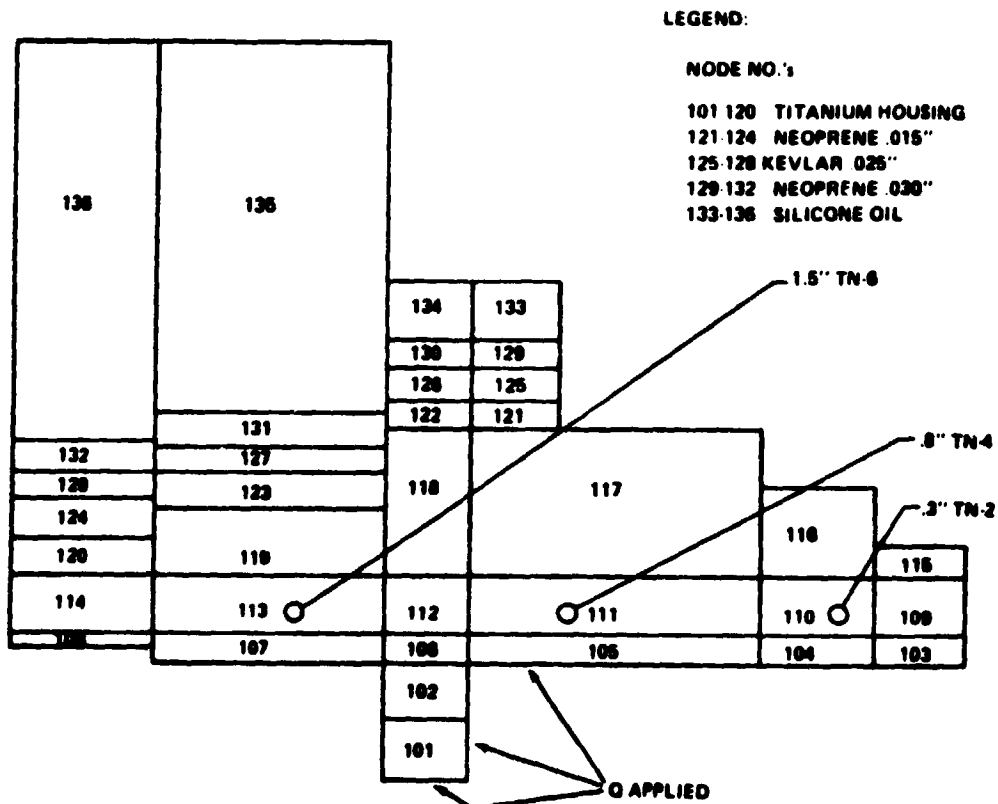 LEGEND:
NODE NO.'s
101 120 TITANIUM HOUSING
121-124 NEOPRENE .015"
125-128 KEVLAR .025"
129-132 NEOPRENE .030"
133-136 SILICONE OIL
136 135
1.5" TN-6
134 133
130 129
126 125
122 121
131
132 127
128 123
118 117
.8" TN-4
124
116
.3" TN-2
120 119
115
114 113 112 111 110 109
107 106 105 104 103
102
101
Q APPLIED